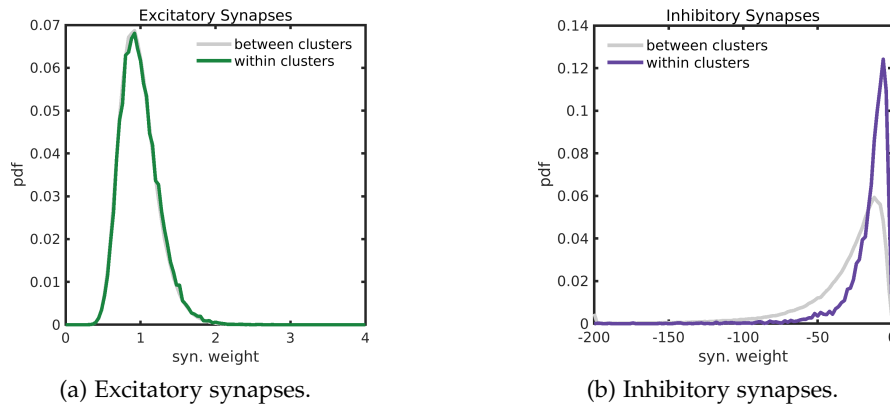 Excitatory Synapses
between clusters
within clusters
0.07
0.06
0.05
0.04
0.03
0.02
0.01
0
pdf
0 1 2 3 4
syn. weight
(a) Excitatory synapses.
Inhibitory Synapses
between clusters
within clusters
0.14
0.12
0.1
0.08
0.06
0.04
0.02
0
pdf
-200 -150 -100 -50 0
syn. weight
(b) Inhibitory synapses.